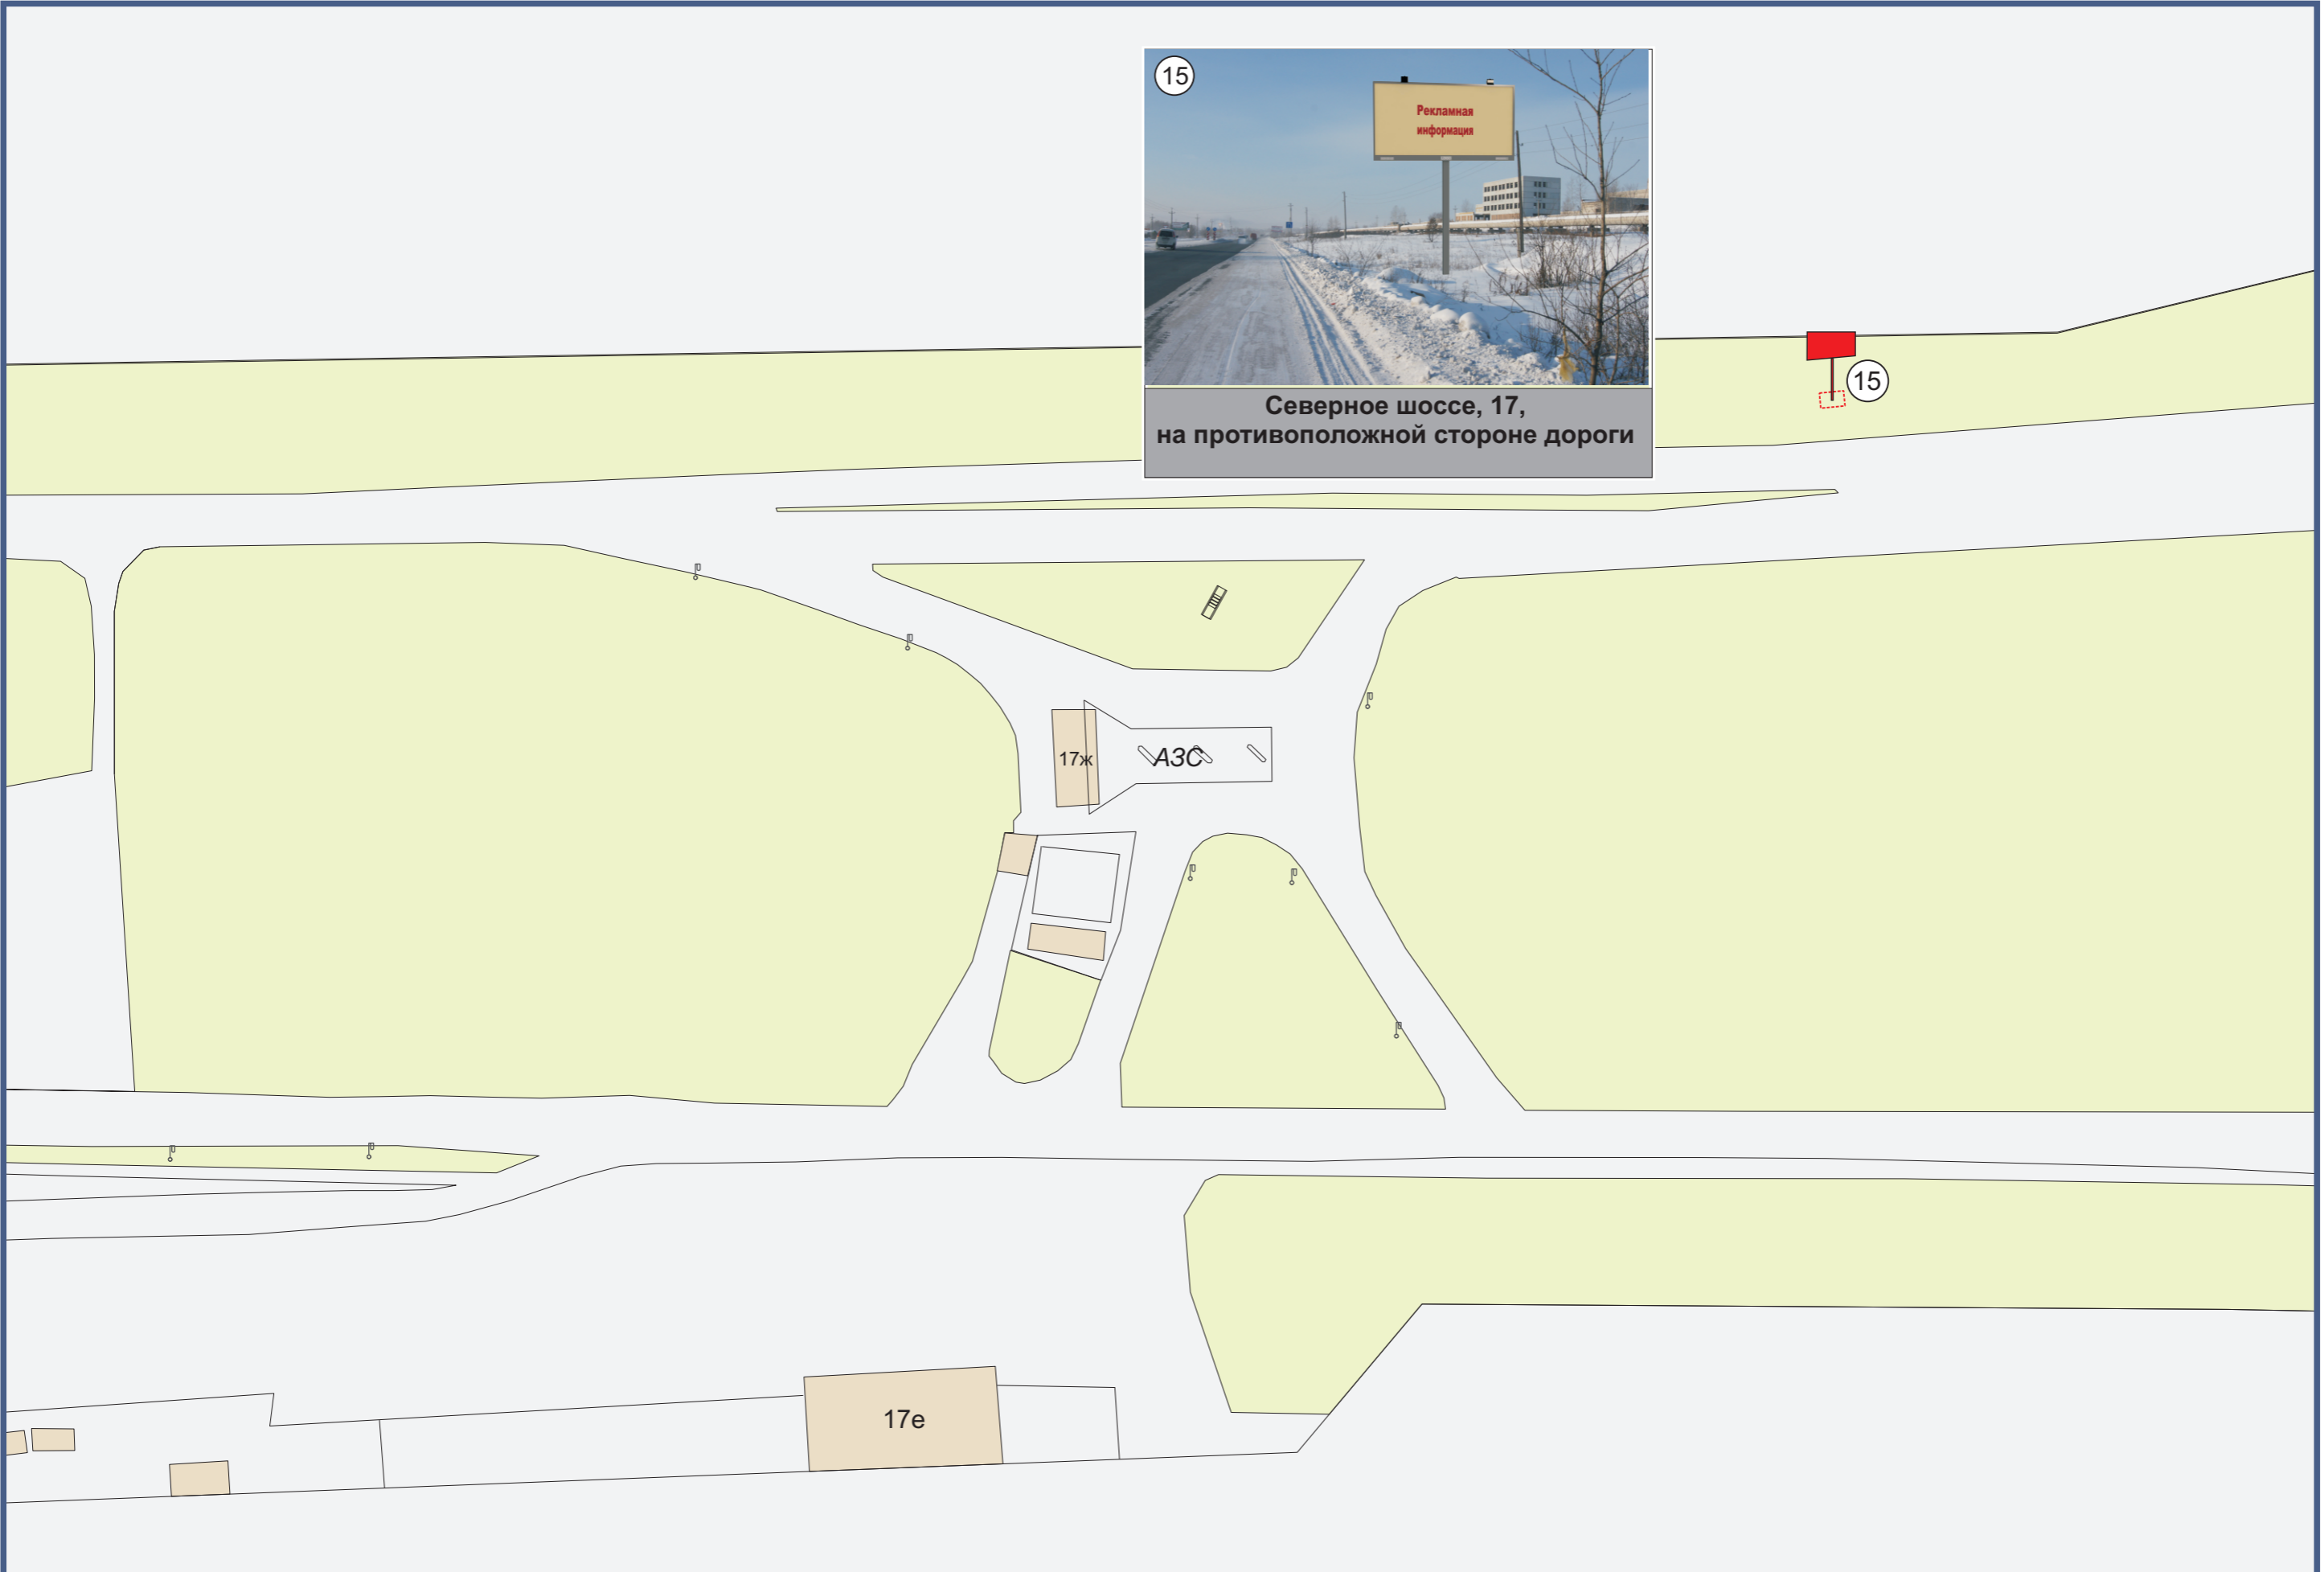 15
Рекламная
информация
Северное шоссе, 17,
на противоположной стороне дороги
15
17ж
АЗС
17е